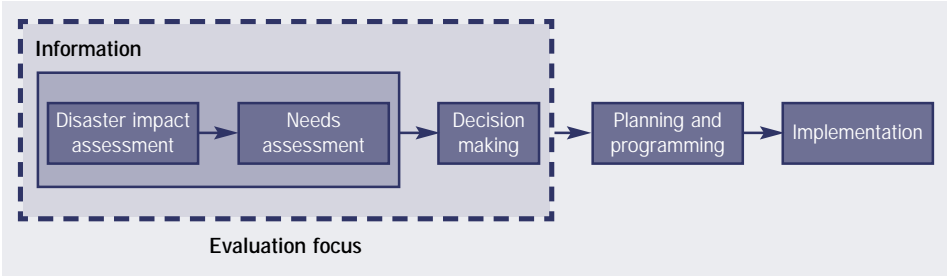 Information
Disaster impact
assessment
Needs
assessment
Decision
making
Planning and
programming
Implementation
Evaluation focus